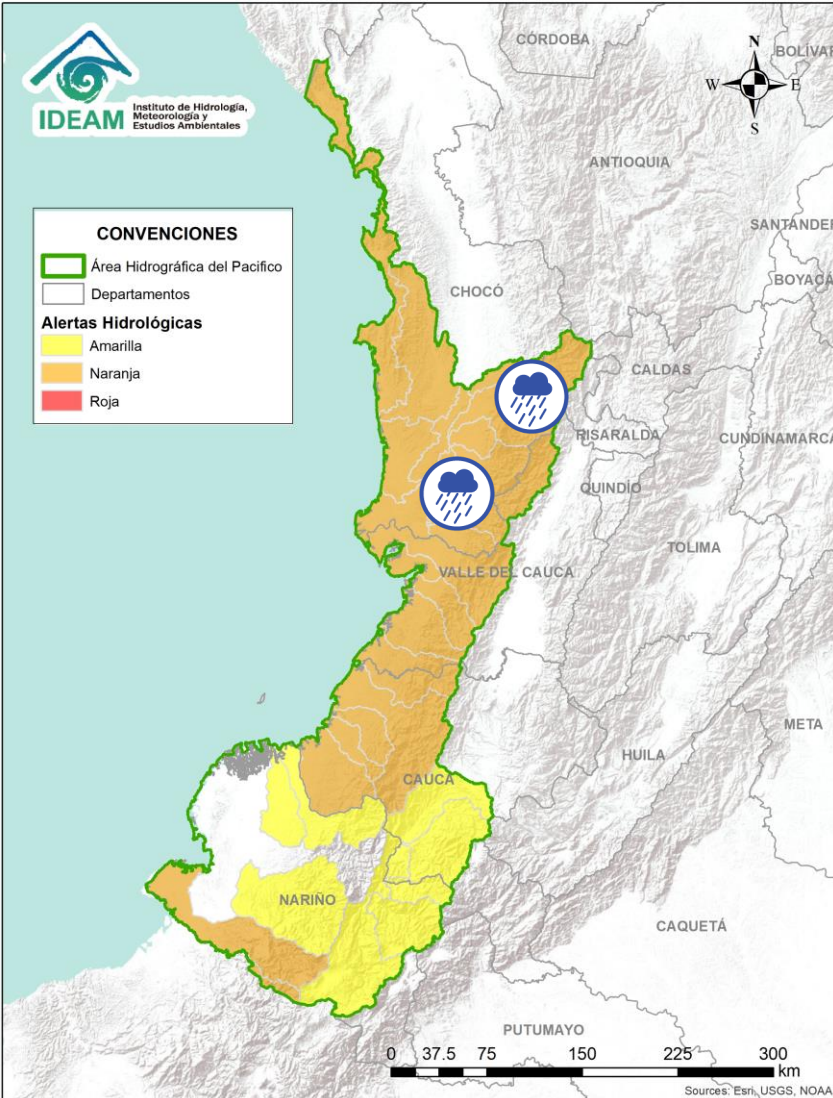 IDEAM
Instituto de Hidrología,
Meteorología y
Estudios Ambientales
N
W
E
S
CÓRDOBA
BOLÍVAR
ANTIOQUIA
SANTANDER
BOYACÁ
CHOCÓ
CALDAS
RISARALDA
CUNDINAMARCA
QUINDÍO
TOLIMA
VALLE DEL CAUCA
META
HUILA
CAUCA
NARIÑO
CAQUETÁ
PUTUMAYO
CONVENCIONES
Área Hidrográfica del Pacifico
Departamentos
Alertas Hidrológicas
Amarilla
Naranja
Roja
0 37.5 75 150 225 300
km
Sources: Esri, USGS, NOAA